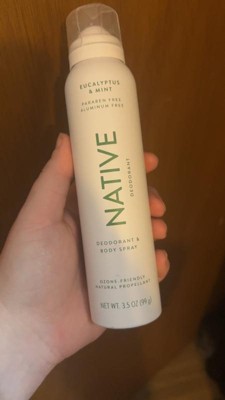 EUCALYPTUS
& MINT
PARABEN FREE
ALUMINUM FREE
NATIVE
DEODORANT
DEODORANT &
BODY SPRAY
OZONE-FRIENDLY
NATURAL PROPELLANT
NET WT. 3.5 OZ (99g)